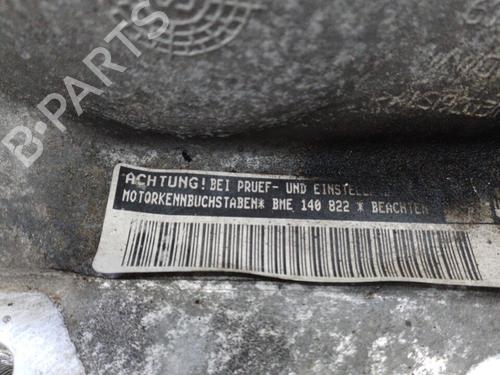 B-PARTS
ACHTUNG! BEI PRUEF- UND
MOTORKENNBUCHSTABEN* BME 140 822 * BEACHTEN